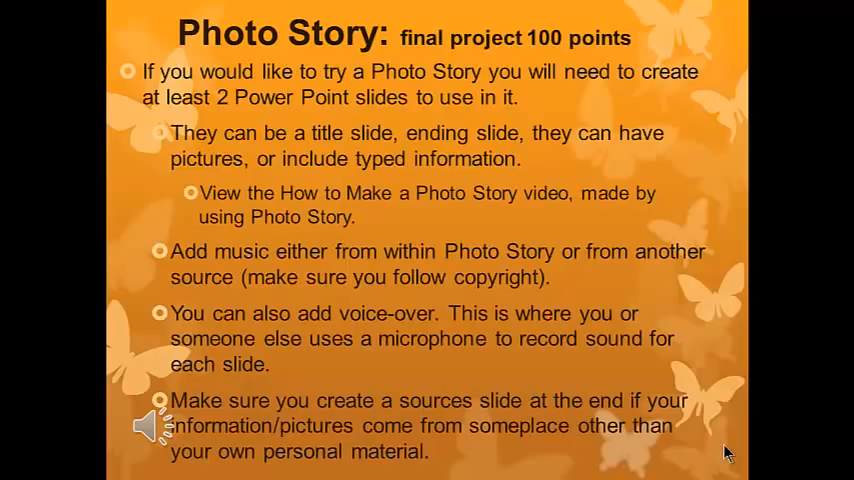 Photo Story: final project 100 points
If you would like to try a Photo Story you will need to create
at least 2 Power Point slides to use in it.
They can be a title slide, ending slide, they can have
pictures, or include typed information.
View the How to Make a Photo Story video, made by
using Photo Story.
Add music either from within Photo Story or from another
source (make sure you follow copyright).
You can also add voice-over. This is where you or
someone else uses a microphone to record sound for
each slide.
Make sure you create a sources slide at the end if your
information/pictures come from someplace other than
your own personal material.